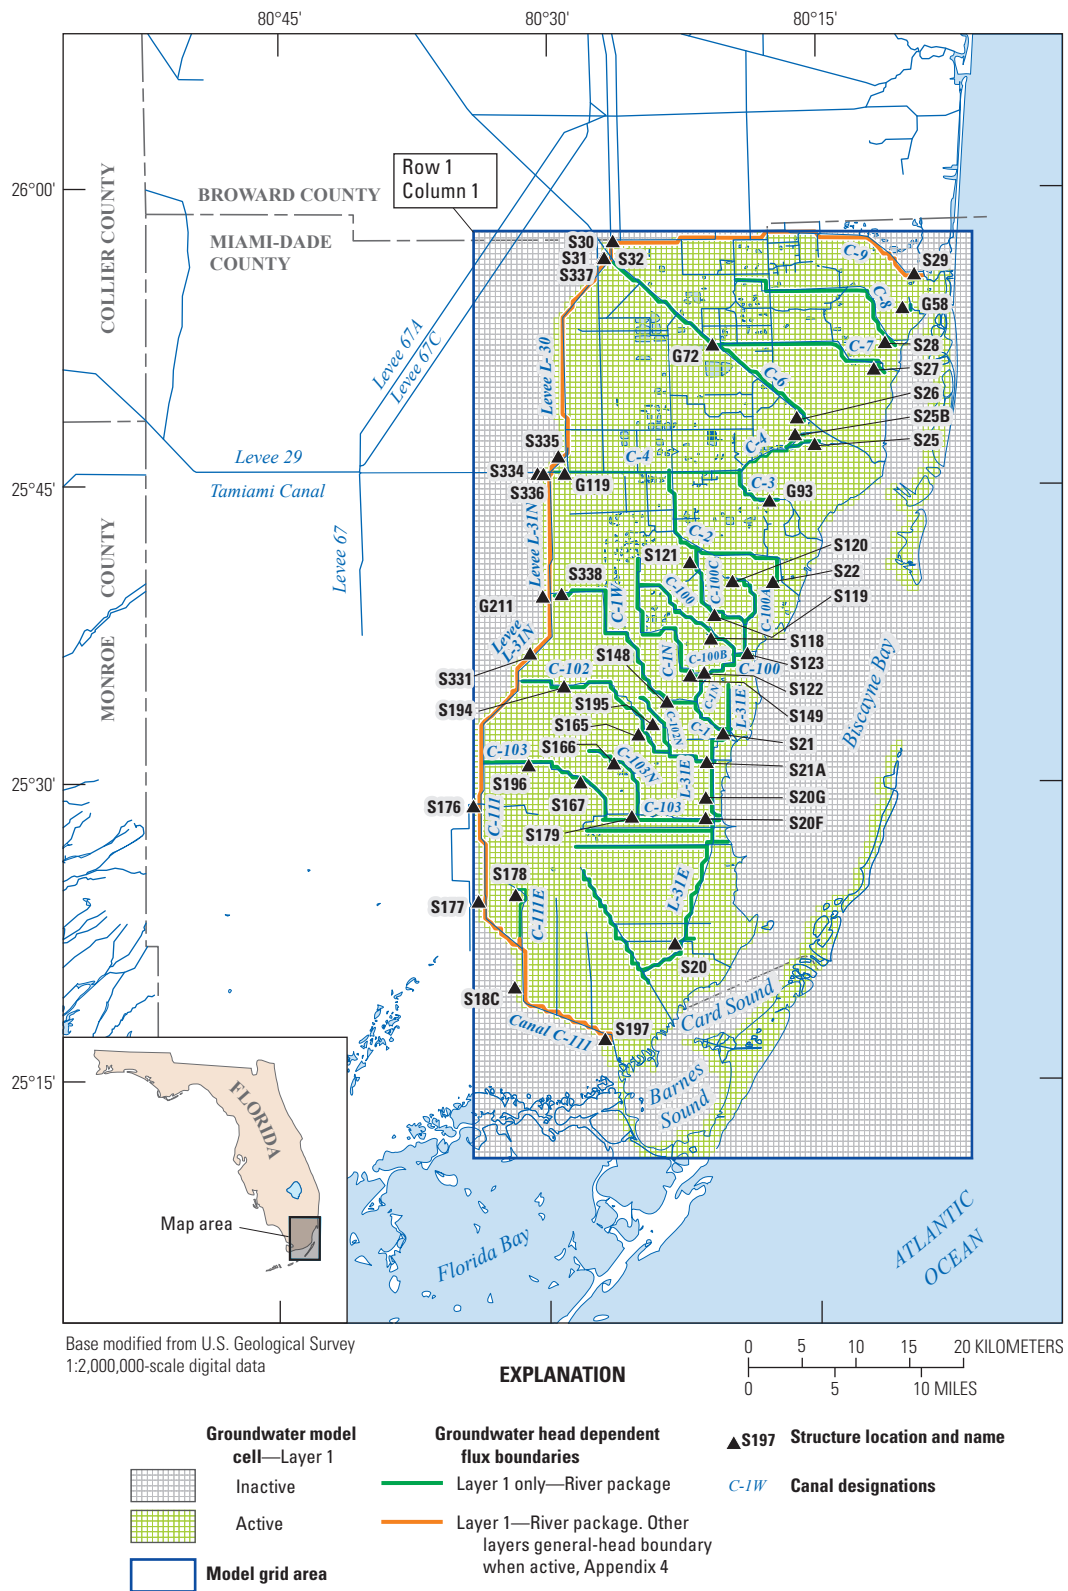 80°45'
80°30'
80°15'
26°00'
25°45'
25°30'
25°15'
Row 1
Column 1
COLLIER COUNTY
BROWARD COUNTY
MIAMI-DADE
COUNTY
MONROE COUNTY
Levee 67A
Levee 67C
Levee L- 30
Levee 29
Tamiami Canal
Levee 67
Levee L-31N
Levee
L-31N
S30
S31
S32
S337
C-9
S29
C-8
G58
C-7
S28
S27
G72
C-6
S26
S25B
S25
C-4
C-4
S335
S334
S336
G119
C-3
G93
C-2
S121
S120
S22
S119
C-100C
C-100
C-100A
S338
G211
C-1W
S118
S123
S122
S149
C-100B
C-100
C-1N
C-1N
S148
S331
C-102
S194
S195
S165
C-102N
C-1
L-31E
S21
S21A
S166
C-103
C-103N
S196
S167
L-31E
S20G
C-103
S20F
S179
S176
C-111
S178
S177
C-111E
L-31E
S20
S18C
S197
Canal C-111
Card Sound
Barnes
Sound
Biscayne Bay
Florida Bay
ATLANTIC
OCEAN
FLORIDA
Map area
Base modified from U.S. Geological Survey
1:2,000,000-scale digital data
0 5 10 15 20 KILOMETERS
0 5 10 MILES
EXPLANATION
Groundwater model
cell—Layer 1
Inactive
Active
Model grid area
Groundwater head dependent
flux boundaries
Layer 1 only—River package
Layer 1—River package. Other
layers general-head boundary
when active, Appendix 4
S197 Structure location and name
C-1W Canal designations